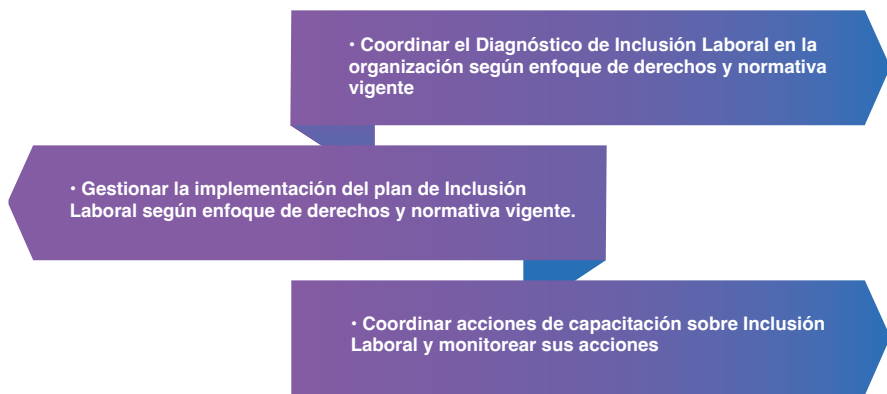 · Coordinar el Diagnóstico de Inclusión Laboral en la
organización según enfoque de derechos y normativa
vigente
· Gestionar la implementación del plan de Inclusión
Laboral según enfoque de derechos y normativa vigente.
· Coordinar acciones de capacitación sobre Inclusión
Laboral y monitorear sus acciones